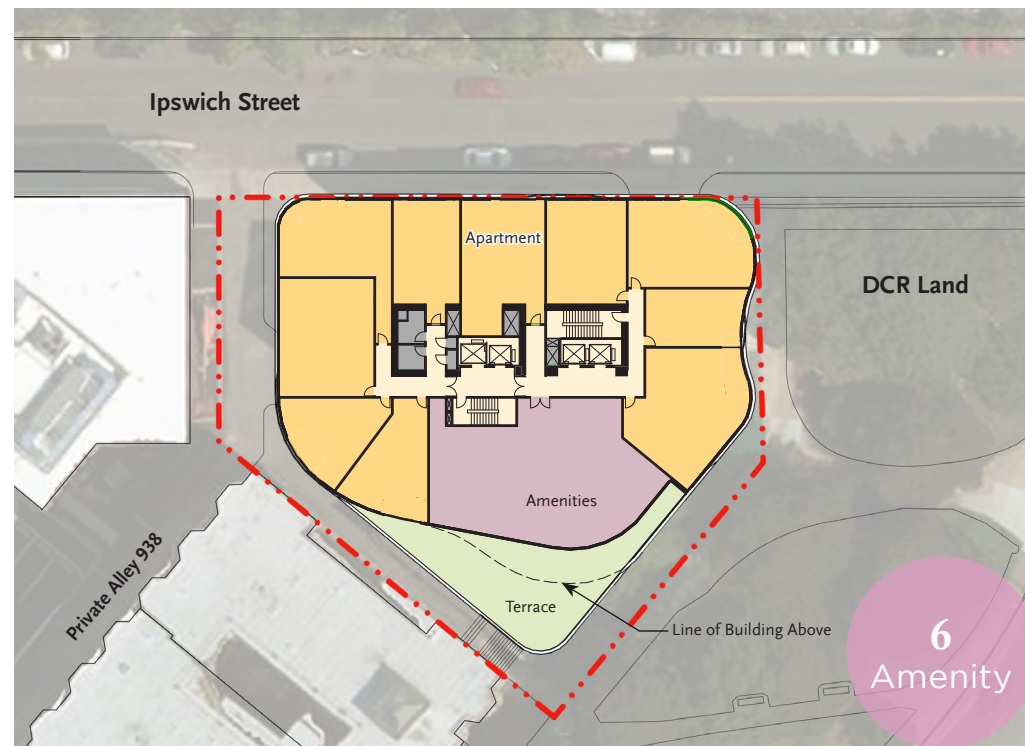 Ipswich Street
Apartment
DCR Land
Amenities
Private Alley 938
Terrace
Line of Building Above
6
Amenity